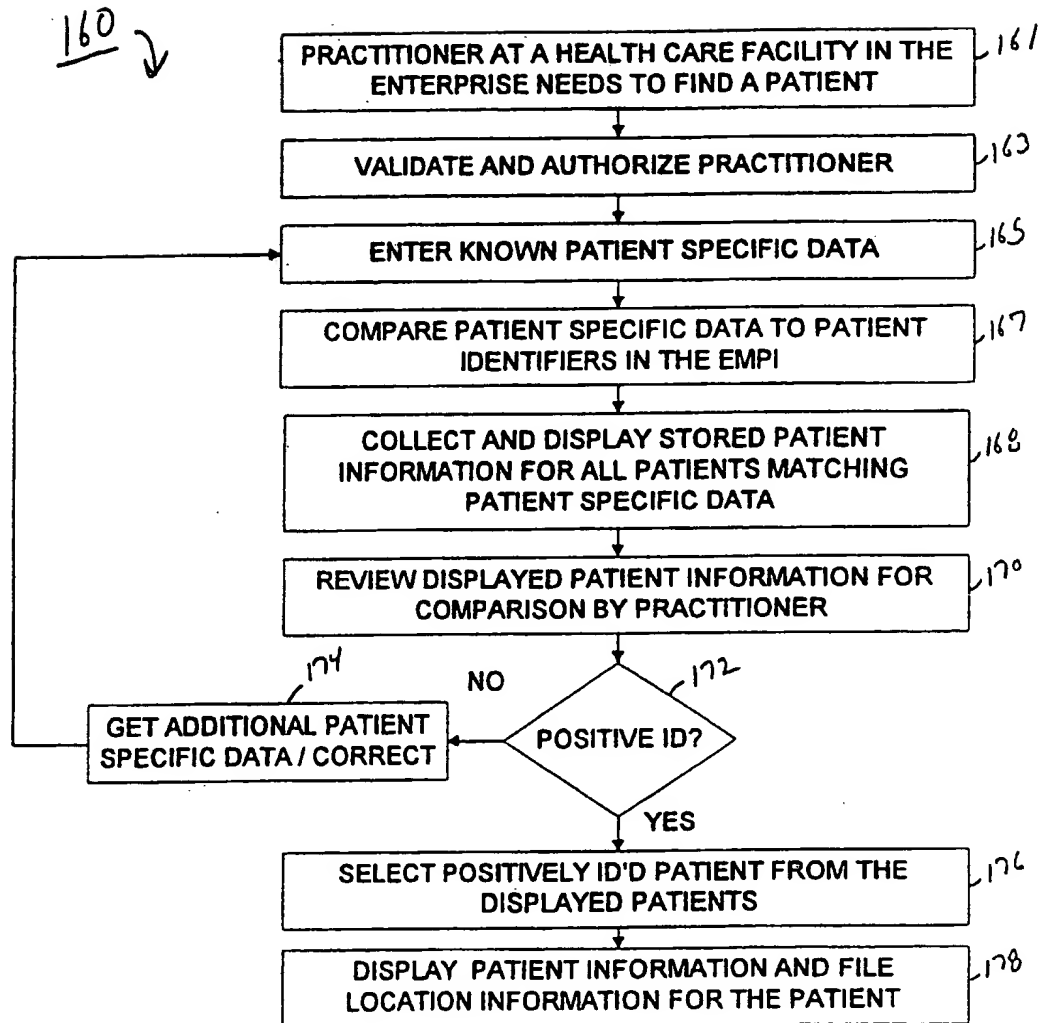 160
PRACTITIONER AT A HEALTH CARE FACILITY IN THE
ENTERPRISE NEEDS TO FIND A PATIENT
161
VALIDATE AND AUTHORIZE PRACTITIONER
163
ENTER KNOWN PATIENT SPECIFIC DATA
165
COMPARE PATIENT SPECIFIC DATA TO PATIENT
IDENTIFIERS IN THE EMPI
167
COLLECT AND DISPLAY STORED PATIENT
INFORMATION FOR ALL PATIENTS MATCHING
PATIENT SPECIFIC DATA
168
REVIEW DISPLAYED PATIENT INFORMATION FOR
COMPARISON BY PRACTITIONER
170
174
NO
172
GET ADDITIONAL PATIENT
SPECIFIC DATA / CORRECT
POSITIVE ID?
YES
SELECT POSITIVELY ID'D PATIENT FROM THE
DISPLAYED PATIENTS
176
DISPLAY PATIENT INFORMATION AND FILE
LOCATION INFORMATION FOR THE PATIENT
178